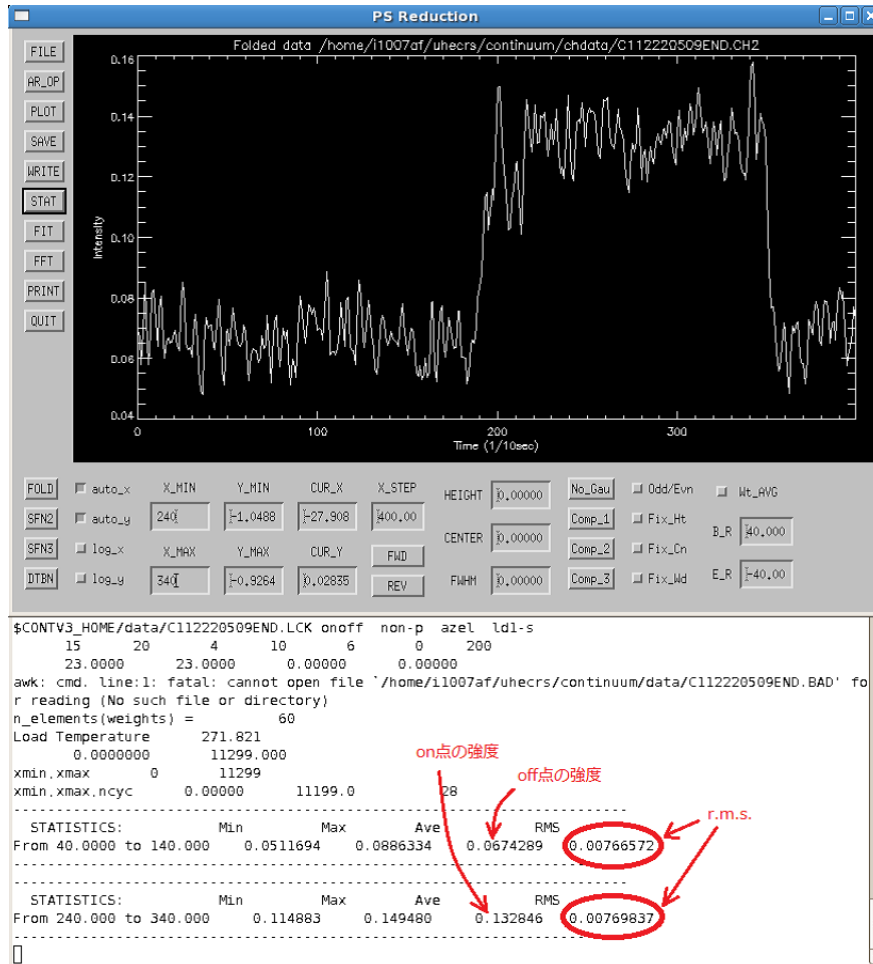 PS Reduction
FILE
AR_OP
PLOT
SAVE
WRITE
STAT
FIT
FFT
PRINT
QUIT
Folded data /home/i1007af/uhecrs/continuum/chdata/C112220509END.CH2
0.16
0.14
0.12
0.10
0.08
0.06
0.04
Intensity
0 100 200 300
Time (1/10sec)
FOLD auto_x X_MIN Y_MIN CUR_X X_STEP HEIGHT 0.00000 No_Gau Odd/Evn Wt_AVG
SFN2 auto_y 240 -1.0488 -27.908 400.00 CENTER 0.00000 Comp_1 Fix_Ht B_R 40.000
SFN3 log_x X_MAX Y_MAX CUR_Y FWD Comp_2 Fix_Cn
DTBN log_y 340 -0.9264 0.02835 REV FWHM 0.00000 Comp_3 Fix_Wd E_R -40.00
$CONTV3_HOME/data/C112220509END.LCK onoff non-p azel ld1-s
15 20 4 10 6 0 200
23.0000 23.0000 0.00000 0.00000
awk: cmd. line:1: fatal: cannot open file `/home/i1007af/uhecrs/continuum/data/C112220509END.BAD' fo
r reading (No such file or directory)
n_elements(weights) = 60
Load Temperature 271.821
0.0000000 11299.000
xmin,xmax 0 11299
xmin,xmax,ncyc 0.00000 11199.0 28
on点の強度
off点の強度
r.m.s.
--------------------------------------------------------------------------------
STATISTICS: Min Max Ave RMS
From 40.0000 to 140.000 0.0511694 0.0886334 0.0674289 0.00766572
--------------------------------------------------------------------------------
--------------------------------------------------------------------------------
STATISTICS: Min Max Ave RMS
From 240.000 to 340.000 0.114883 0.149480 0.132846 0.00769837
--------------------------------------------------------------------------------